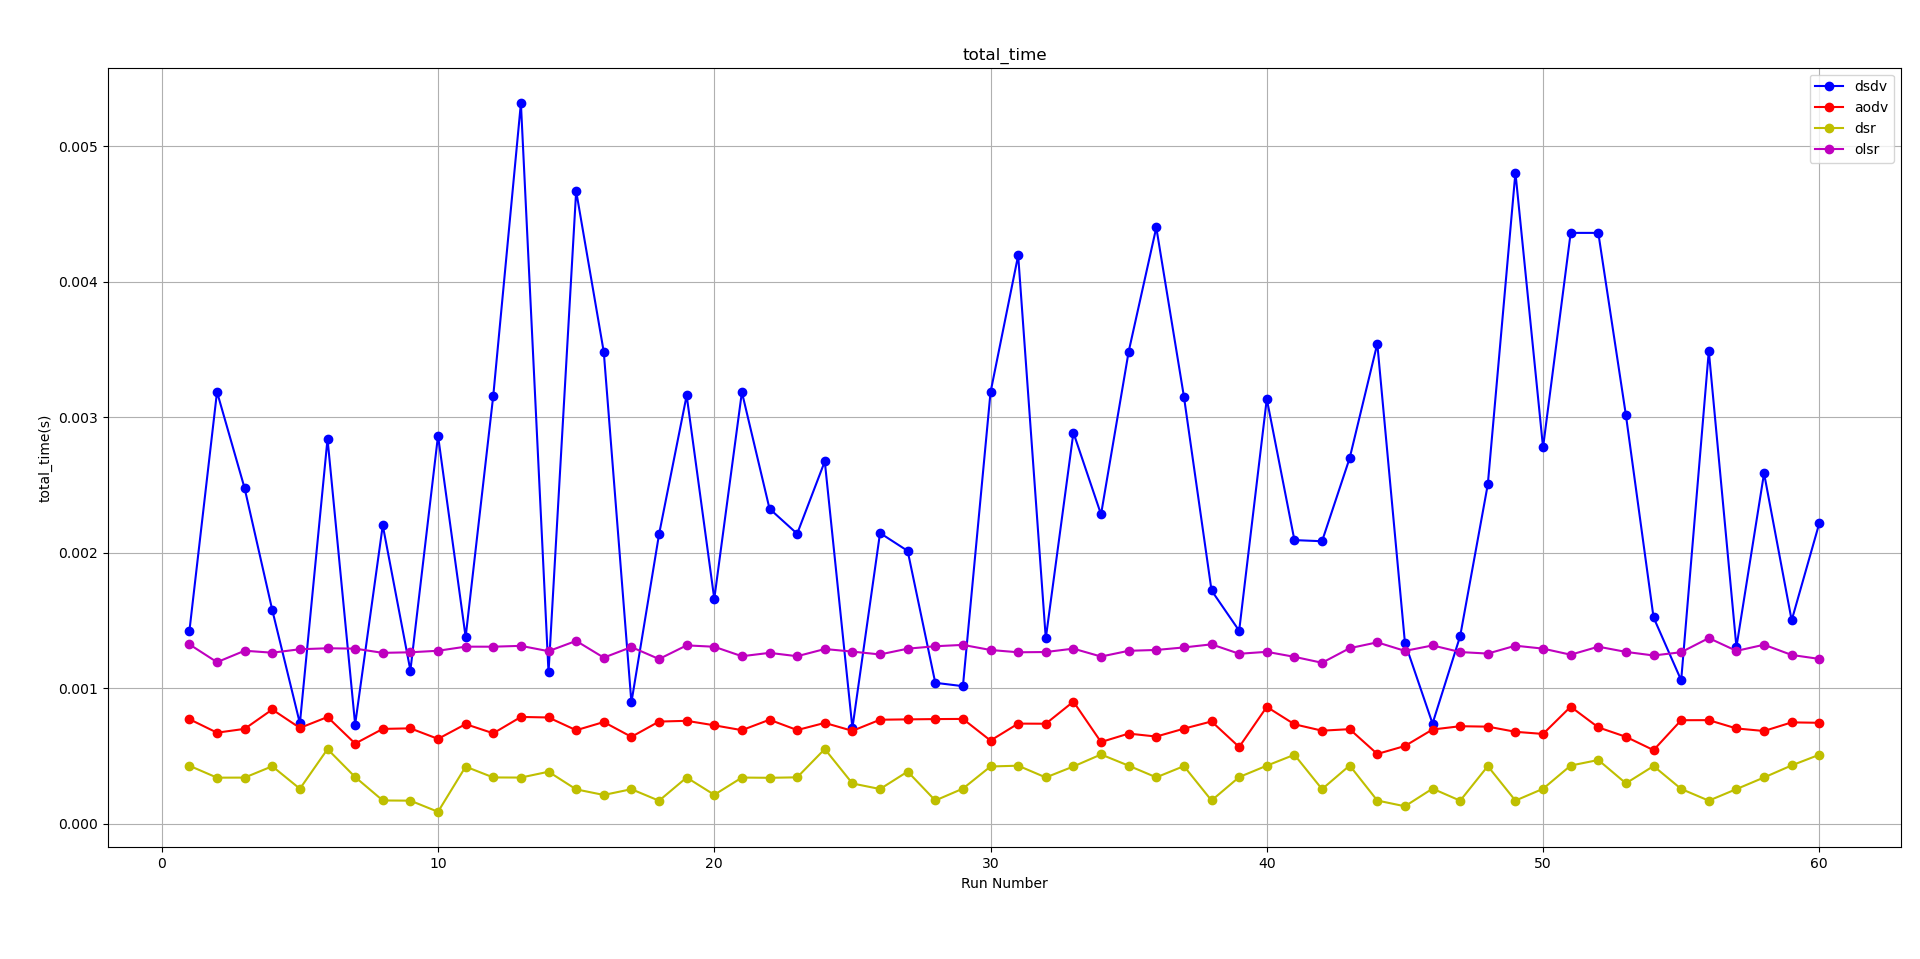 total_time
dsdv
aodv
dsr
olsr
0.005
0.004
0.003
0.002
0.001
0.000
total_time(s)
0 10 20 30 40 50 60
Run Number